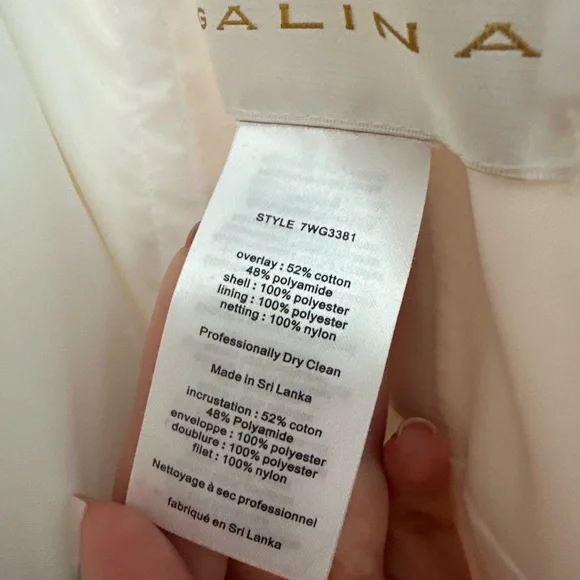 GALINA
STYLE 7WG3381
overlay : 52% cotton
48% polyamide
shell : 100% polyester
lining : 100% polyester
netting : 100% nylon
Professionally Dry Clean
Made in Sri Lanka
incrustation : 52% coton
48% Polyamide
enveloppe : 100% polyester
doublure : 100% polyester
filet : 100% nylon
Nettoyage à sec professionnel
fabriqué en Sri Lanka